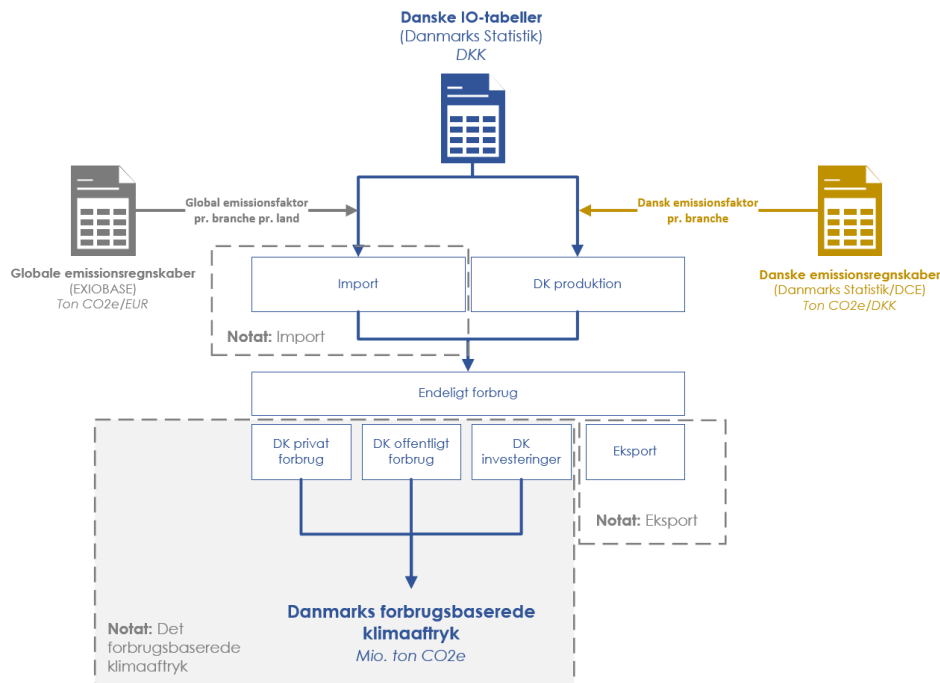 Danske IO-tabeller
(Danmarks Statistik)
DKK
Global emissionsfaktor
pr. branche pr. land
Dansk emissionsfaktor
pr. branche
Globale emissionsregnskaber
(EXIOBASE)
Ton CO2e/EUR
Danske emissionsregnskaber
(Danmarks Statistik/DCE)
Ton CO2e/DKK
Import
DK produktion
Notat: Import
Endeligt forbrug
DK privat
forbrug
DK offentligt
forbrug
DK
investeringer
Eksport
Notat: Eksport
Danmarks forbrugsbaserede
klimaaftryk
Mio. ton CO2e
Notat: Det
forbrugsbaserede
klimaaftryk